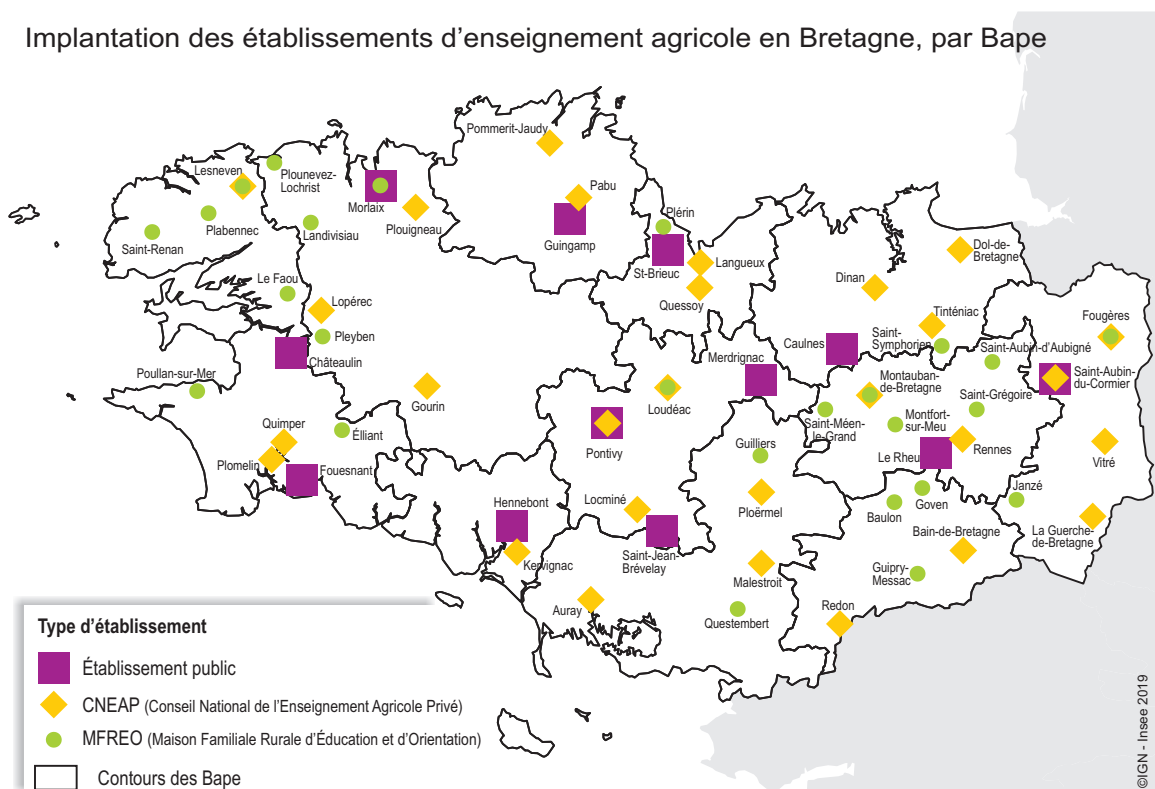 Implantation des établissements d'enseignement agricole en Bretagne, par Bape
Pommerit-Jaudy
Lesneven
Plounevez-
Lochrist
Pabu
Morlaix
Plouigneau
Plabennec
Landivisiau
Saint-Renan
Guingamp
Plérin
St-Brieuc
Langueux
Quessoy
Dol-de-
Bretagne
Dinan
Le Faou
Lopérec
Pleyben
Châteaulin
Tinténiac
Fougères
Caulnes
Saint-
Symphorien
Saint-Aubin-d'Aubigné
Merdrignac
Saint-Aubin-
du-Cormier
Poullan-sur-Mer
Gourin
Loudéac
Montauban-
de-Bretagne
Saint-Grégoire
Saint-Méen-
le-Grand
Montfort-
sur-Meu
Quimper
Élliant
Pontivy
Guilliers
Le Rheu
Rennes
Vitré
Plomelin
Fouesnant
Hennebont
Locminé
Ploërmel
Baulon
Goven
Janzé
La Guerche-
de-Bretagne
Bain-de-Bretagne
Kervignac
Saint-Jean-
Brévelay
Malestroit
Guipry-
Messac
Auray
Questembert
Redon
Type d'établissement
Établissement public
CNEAP (Conseil National de l'Enseignement Agricole Privé)
MFREO (Maison Familiale Rurale d'Éducation et d'Orientation)
Contours des Bape
©IGN - Insee 2019